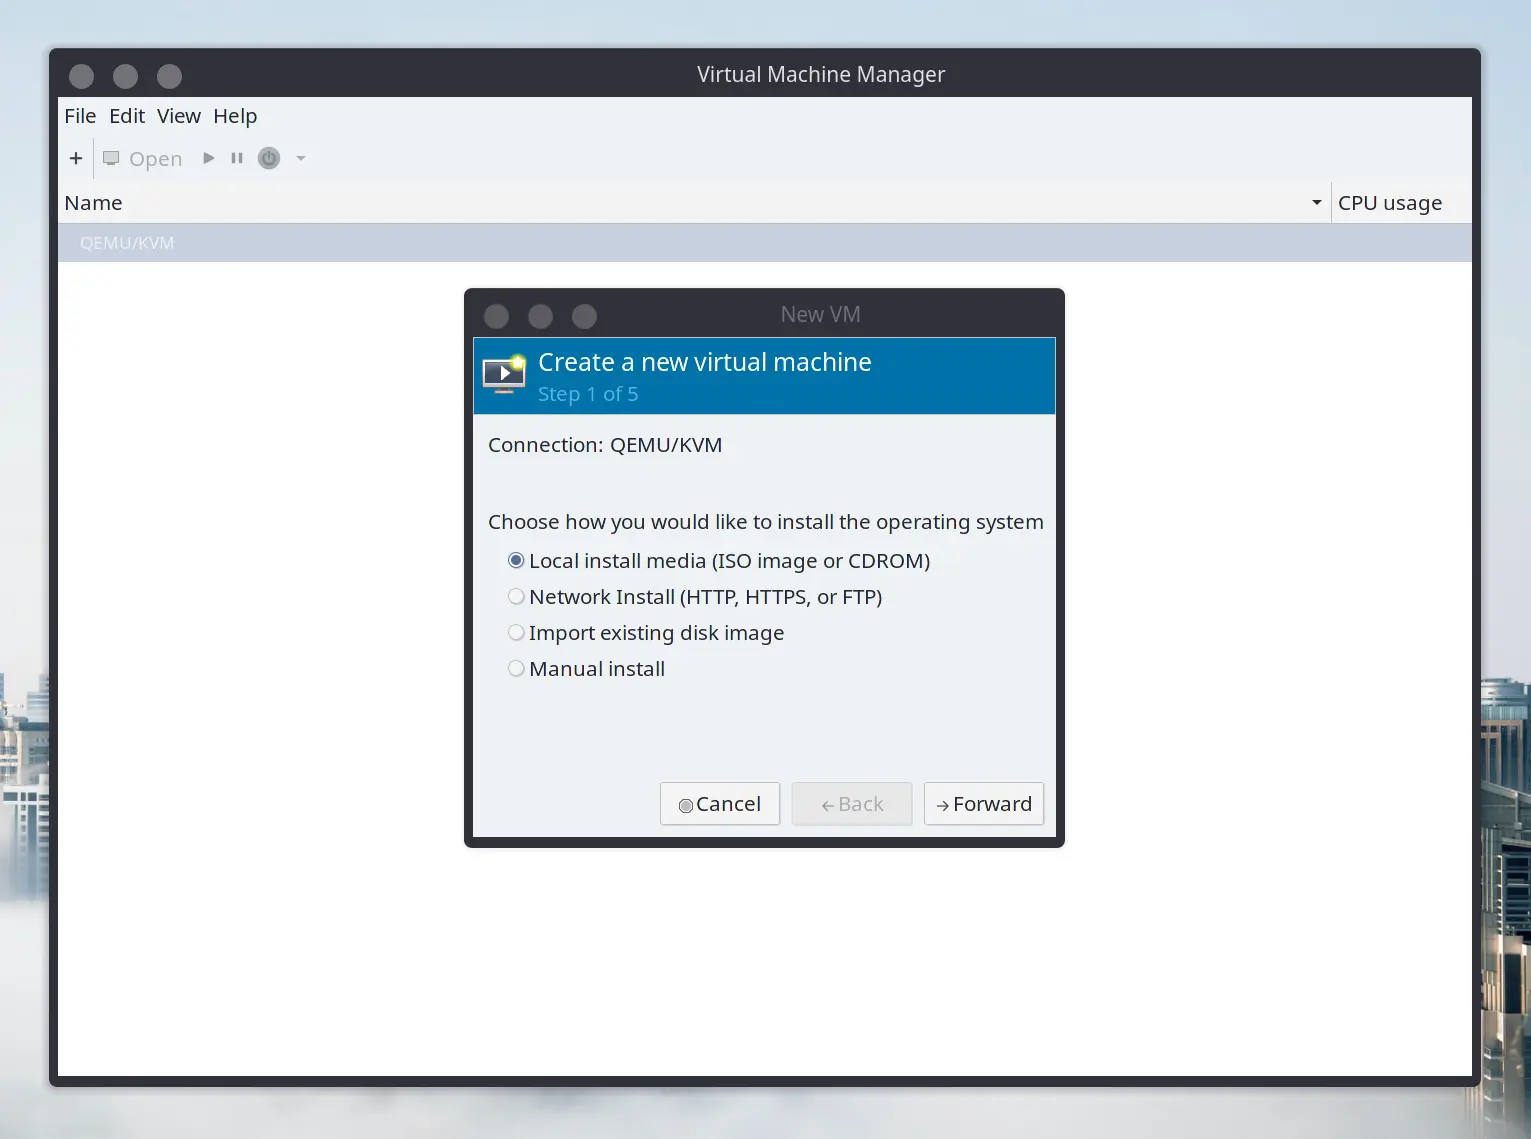 Virtual Machine Manager
File Edit View Help
Open
Name CPU usage
QEMU/KVM
New VM
Create a new virtual machine
Step 1 of 5
Connection: QEMU/KVM
Choose how you would like to install the operating system
Local install media (ISO image or CDROM)
Network Install (HTTP, HTTPS, or FTP)
Import existing disk image
Manual install
Cancel Back Forward